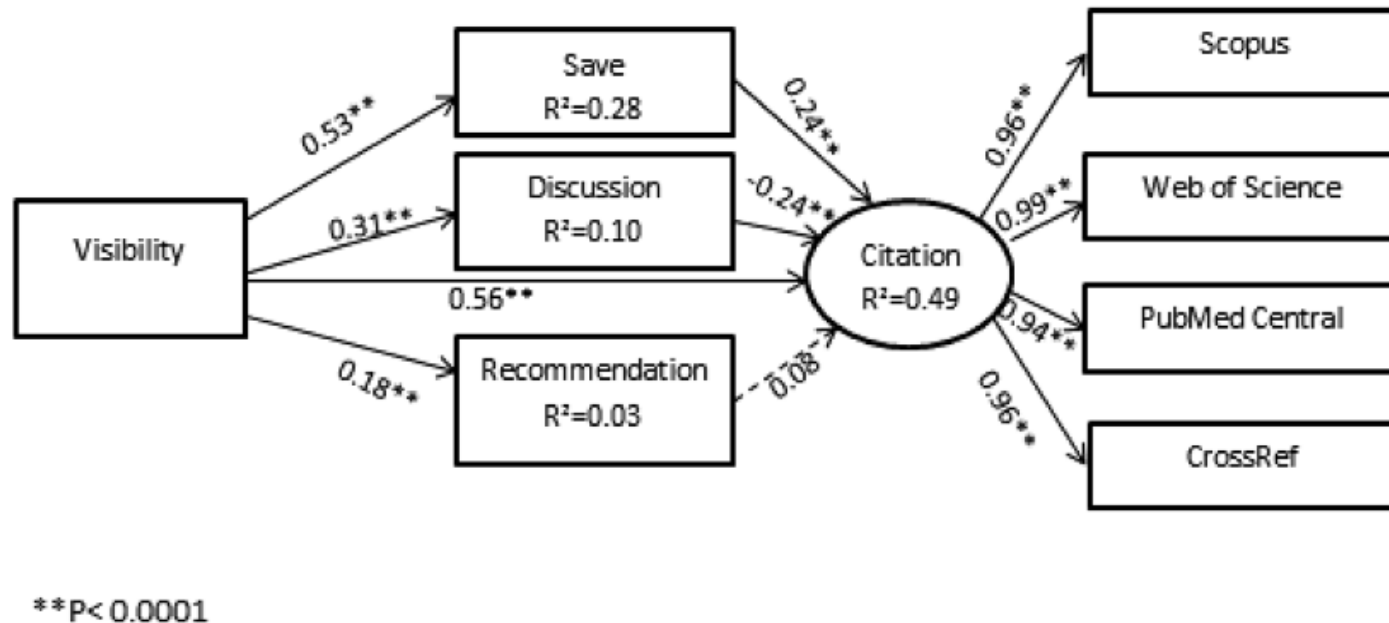 Visibility
0.53**
0.31**
0.56**
0.18**
Save
R²=0.28
Discussion
R²=0.10
Recommendation
R²=0.03
0.24**
-0.24**
0.08
Citation
R²=0.49
0.96**
0.99**
0.94**
0.96**
Scopus
Web of Science
PubMed Central
CrossRef
**P< 0.0001